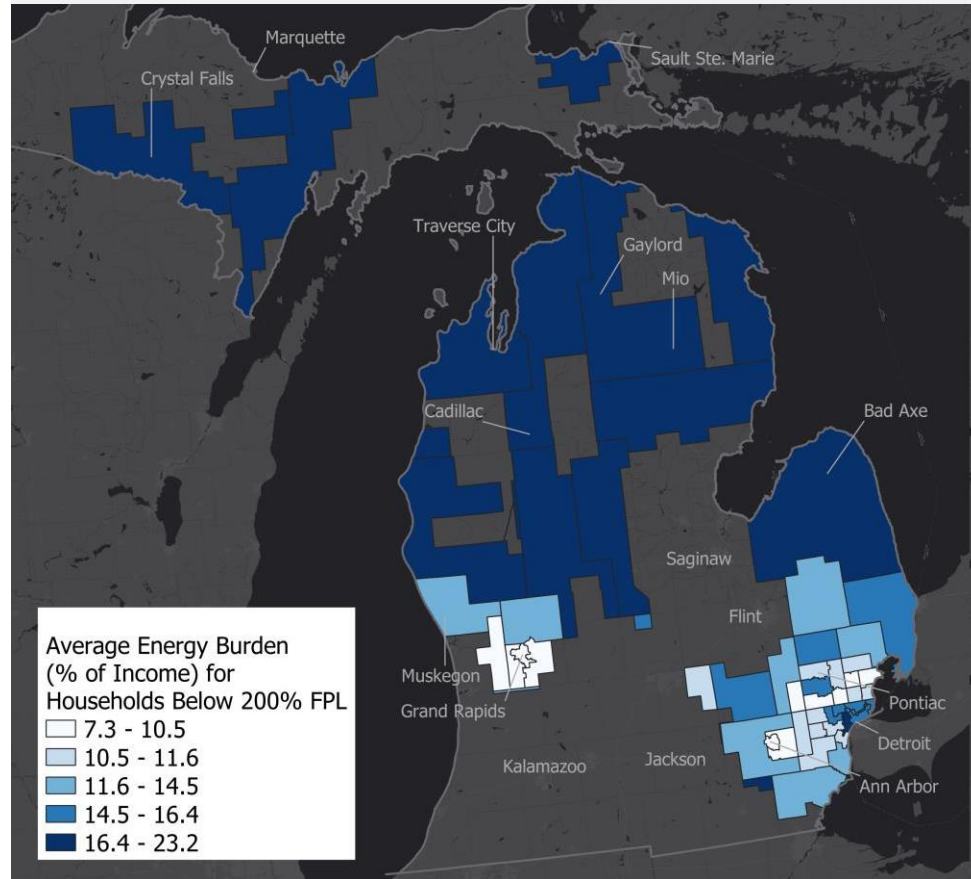 Marquette
Sault Ste. Marie
Crystal Falls
Traverse City
Gaylord
Mio
Cadillac
Bad Axe
Saginaw
Flint
Muskegon
Grand Rapids
Pontiac
Detroit
Kalamazoo
Jackson
Ann Arbor
Average Energy Burden
(% of Income) for
Households Below 200% FPL
7.3 - 10.5
10.5 - 11.6
11.6 - 14.5
14.5 - 16.4
16.4 - 23.2